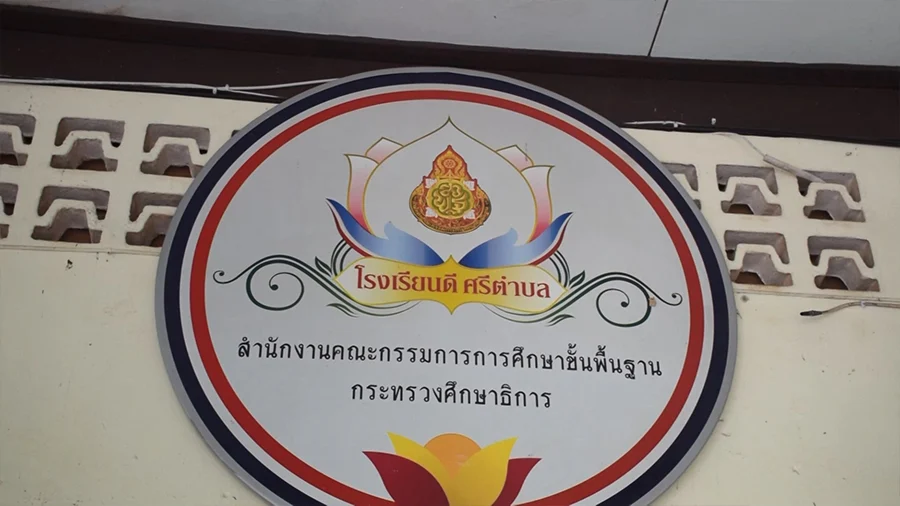 โรงเรียนดี ศรีตำบล
สำนักงานคณะกรรมการการศึกษาขั้นพื้นฐาน
กระทรวงศึกษาธิการ